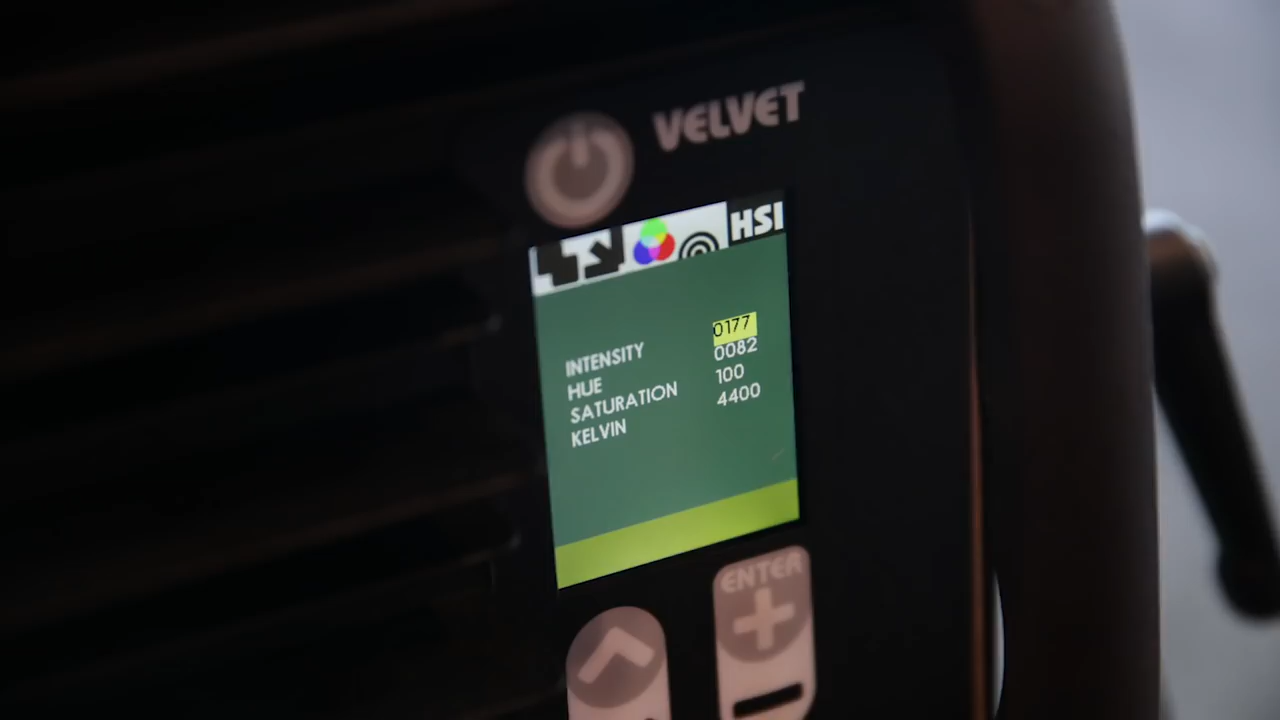 VELVET
HSI
INTENSITY 0177
HUE 0082
SATURATION 100
KELVIN 4400
ENTER